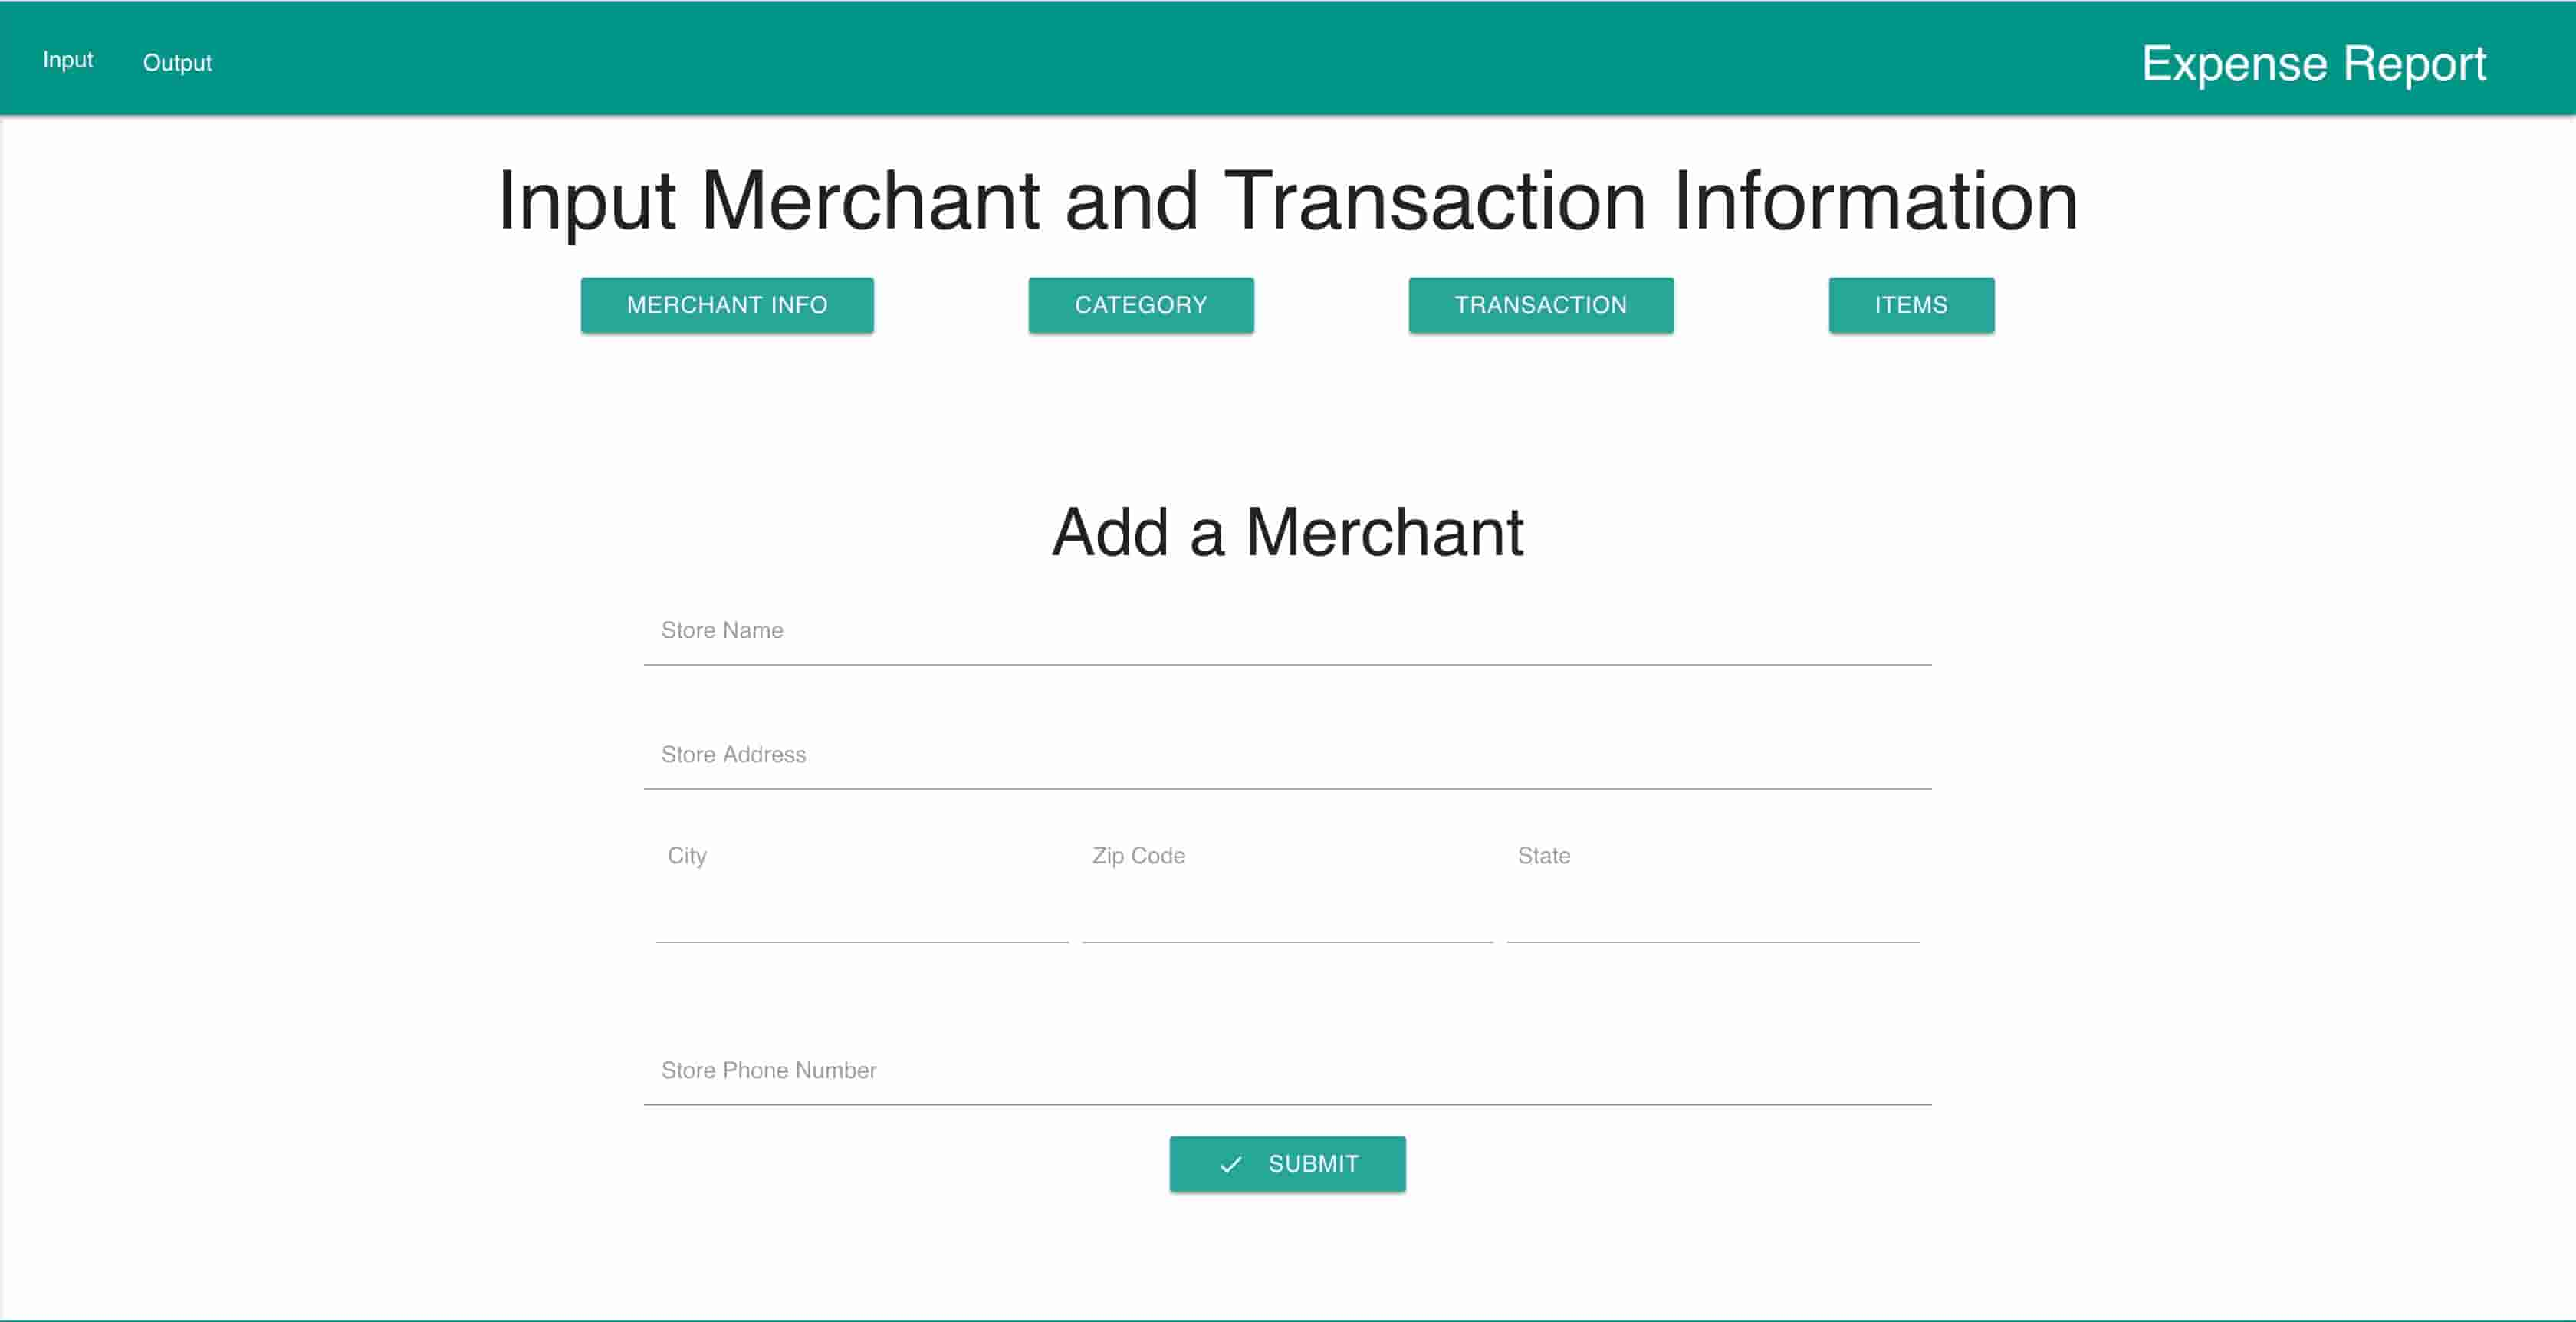 Input Output Expense Report
Input Merchant and Transaction Information
MERCHANT INFO CATEGORY TRANSACTION ITEMS
Add a Merchant
Store Name
Store Address
City Zip Code State
Store Phone Number
SUBMIT